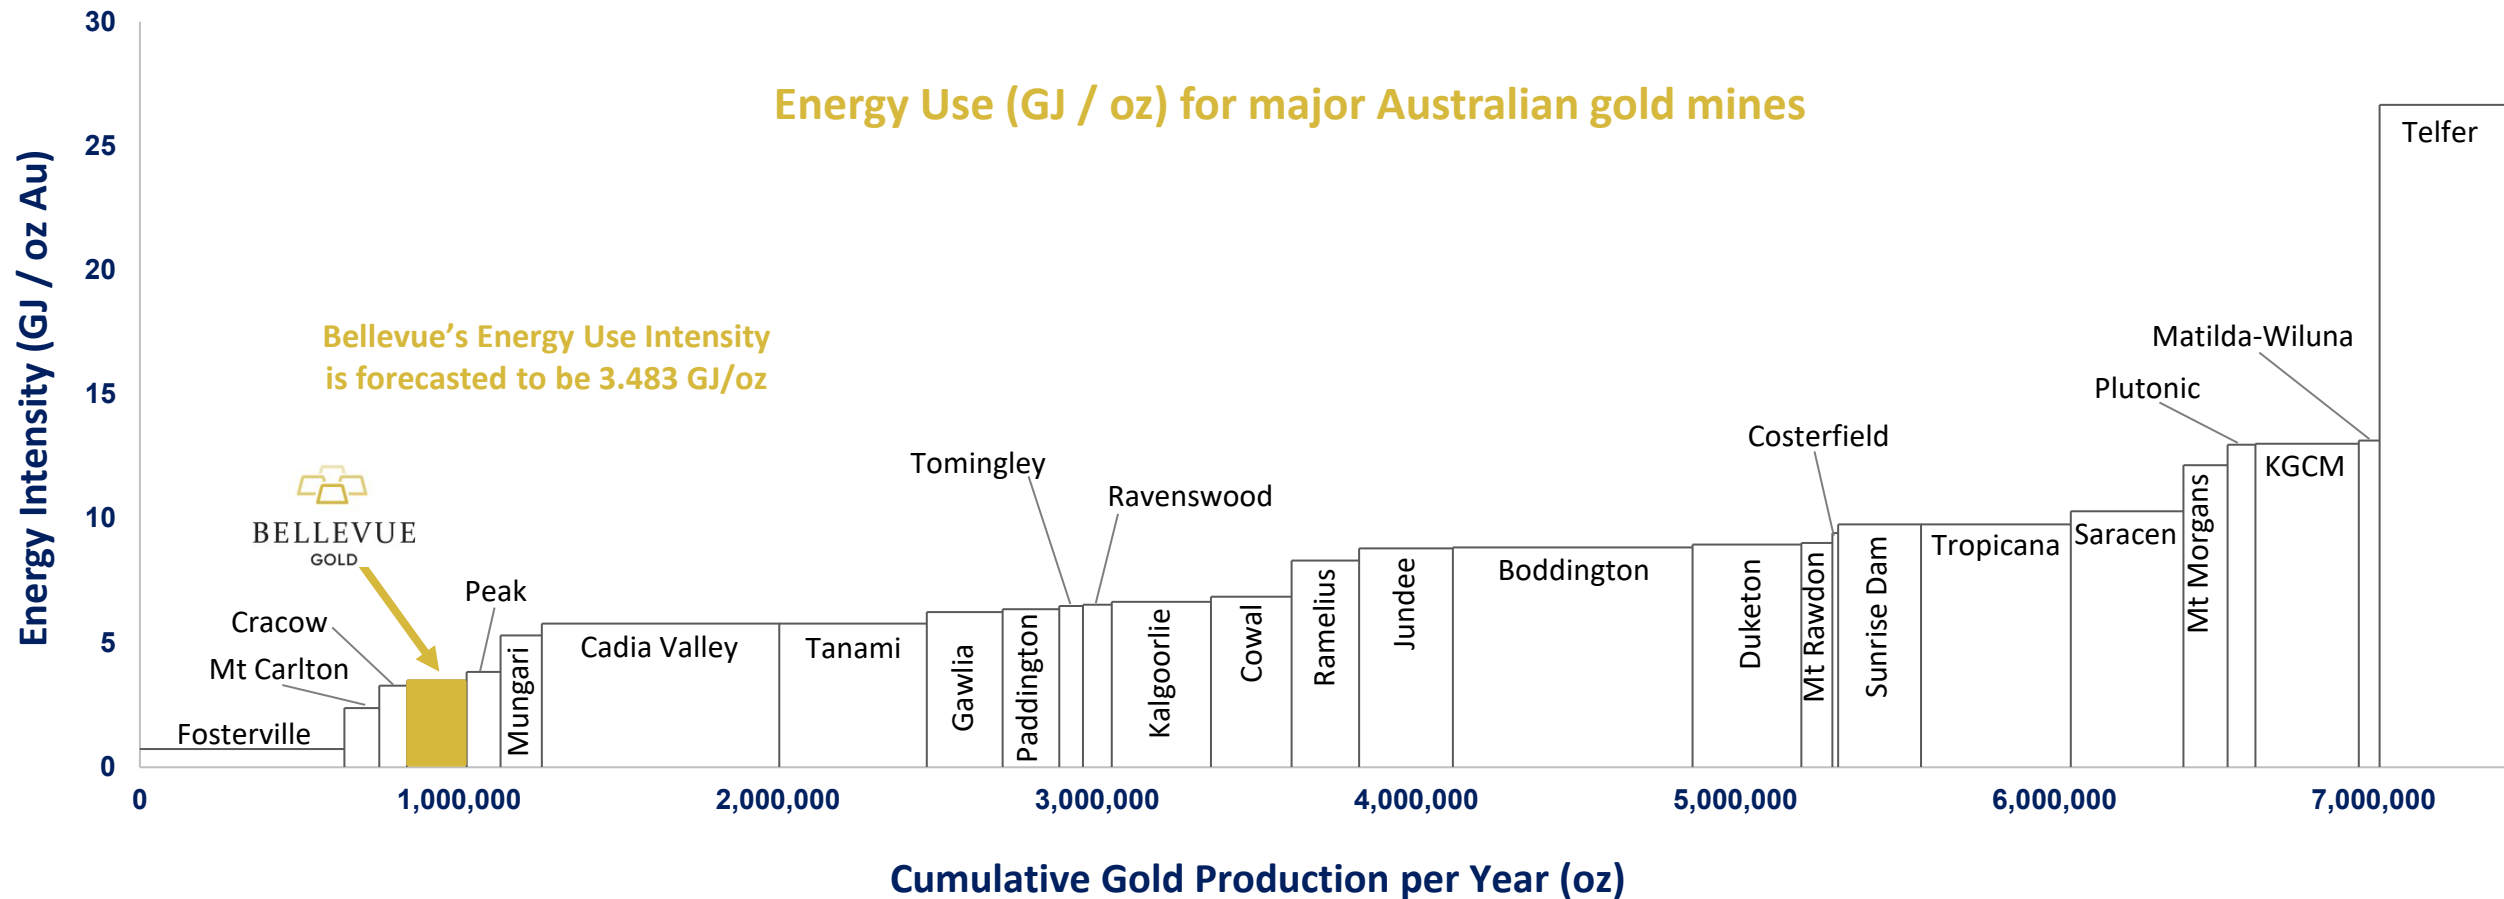 Energy Use (GJ / oz) for major Australian gold mines
Energy Intensity (GJ / oz Au)
30
25
20
15
10
5
0
Bellevue’s Energy Use Intensity
is forecasted to be 3.483 GJ/oz
BELLEVUE
GOLD
Fosterville
Mt Carlton
Cracow
Peak
Mungari
Cadia Valley
Tanami
Gawlia
Paddington
Tomingley
Ravenswood
Kalgoorlie
Cowal
Ramelius
Jundee
Boddington
Duketon
Mt Rawdon
Costerfield
Sunrise Dam
Tropicana
Saracen
Mt Morgans
Plutonic
KGCM
Matilda-Wiluna
Telfer
0
1,000,000
2,000,000
3,000,000
4,000,000
5,000,000
6,000,000
7,000,000
Cumulative Gold Production per Year (oz)